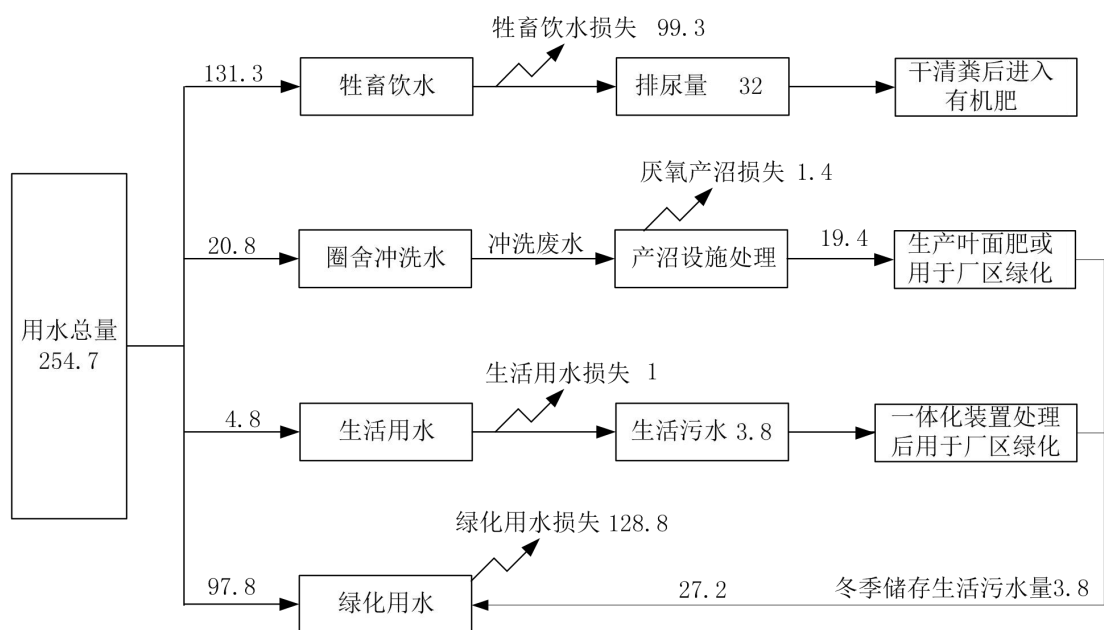 牲畜饮水损失 99.3
131.3
牲畜饮水
排尿量 32
干清粪后进入
有机肥
厌氧产沼损失 1.4
20.8
圈舍冲洗水
冲洗废水
产沼设施处理
19.4
生产叶面肥或
用于厂区绿化
用水总量
254.7
生活用水损失 1
4.8
生活用水
生活污水 3.8
一体化装置处理
后用于厂区绿化
绿化用水损失 128.8
97.8
绿化用水
27.2
冬季储存生活污水量3.8